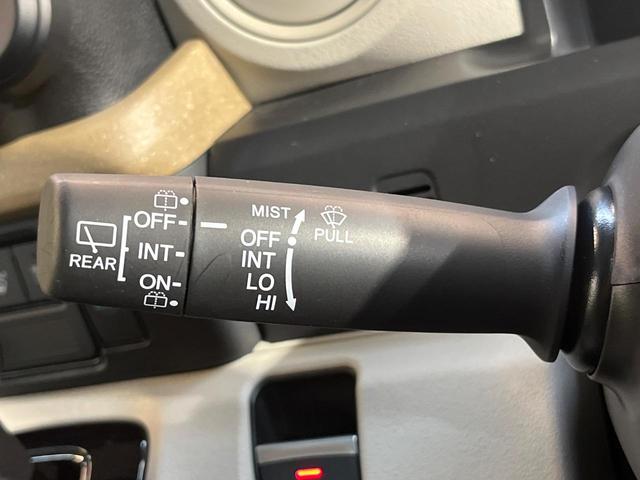 REAR
OFF
INT
ON
MIST
OFF
INT
LO
HI
PULL